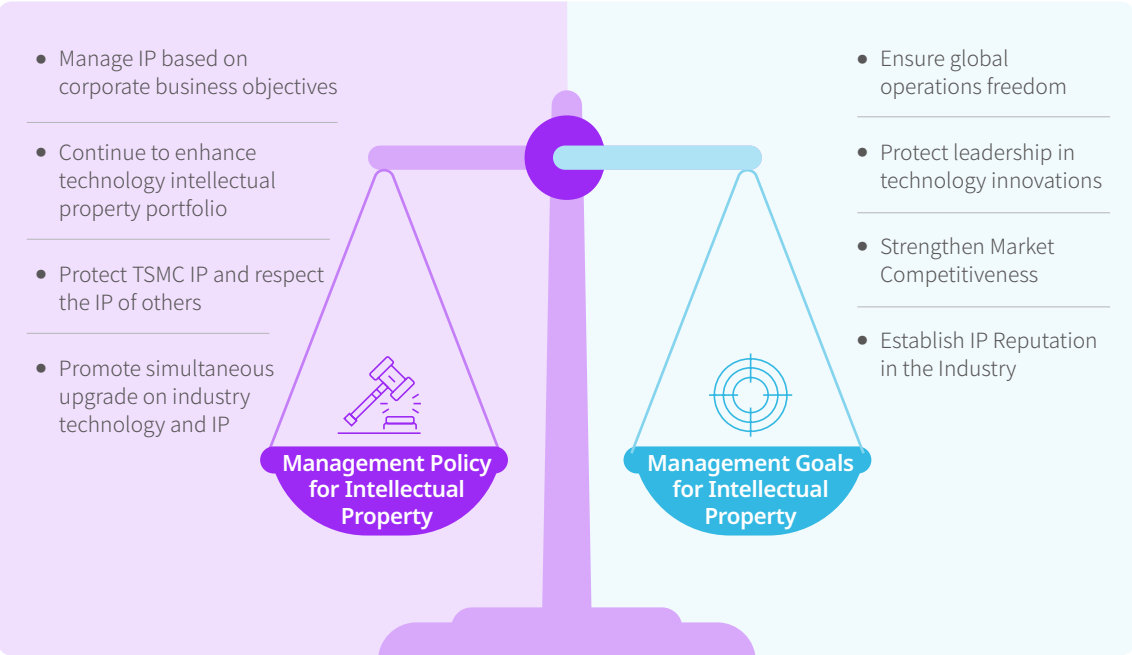 Manage IP based on
corporate business objectives
Continue to enhance
technology intellectual
property portfolio
Protect TSMC IP and respect
the IP of others
Promote simultaneous
upgrade on industry
technology and IP
Management Policy
for Intellectual
Property
Ensure global
operations freedom
Protect leadership in
technology innovations
Strengthen Market
Competitiveness
Establish IP Reputation
in the Industry
Management Goals
for Intellectual
Property